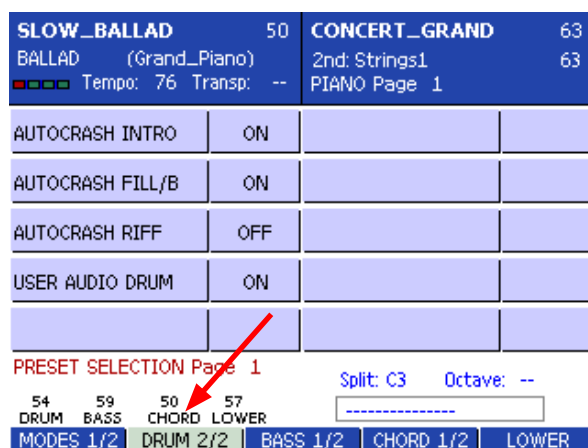 SLOW_BALLAD 50 CONCERT_GRAND 63
BALLAD (Grand_Piano) 2nd: Strings1 63
Tempo: 76 Transp: -- PIANO Page 1
AUTOCRASH INTRO ON
AUTOCRASH FILL/B ON
AUTOCRASH RIFF OFF
USER AUDIO DRUM ON
PRESET SELECTION Page 1
Split: C3 Octave: --
54 59 50 57
DRUM BASS CHORD LOWER
---------------
MODES 1/2 DRUM 2/2 BASS 1/2 CHORD 1/2 LOWER